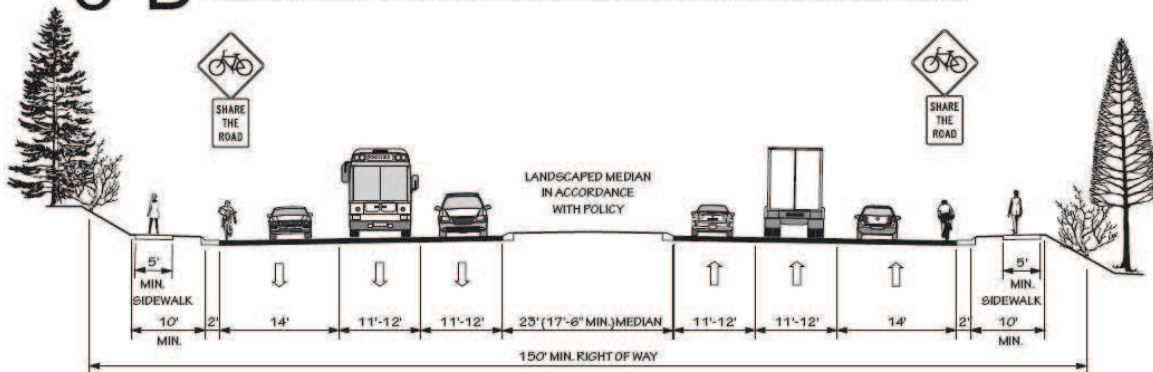 SHARE
THE
ROAD
SHARE
THE
ROAD
LANDSCAPED MEDIAN
IN ACCORDANCE
WITH POLICY
5'
MIN.
SIDEWALK
5'
MIN.
SIDEWALK
10' 2' 14' 11'-12' 11'-12' 23' (17'-6" MIN.) MEDIAN 11'-12' 11'-12' 14' 2' 10'
MIN. MIN.
150' MIN. RIGHT OF WAY